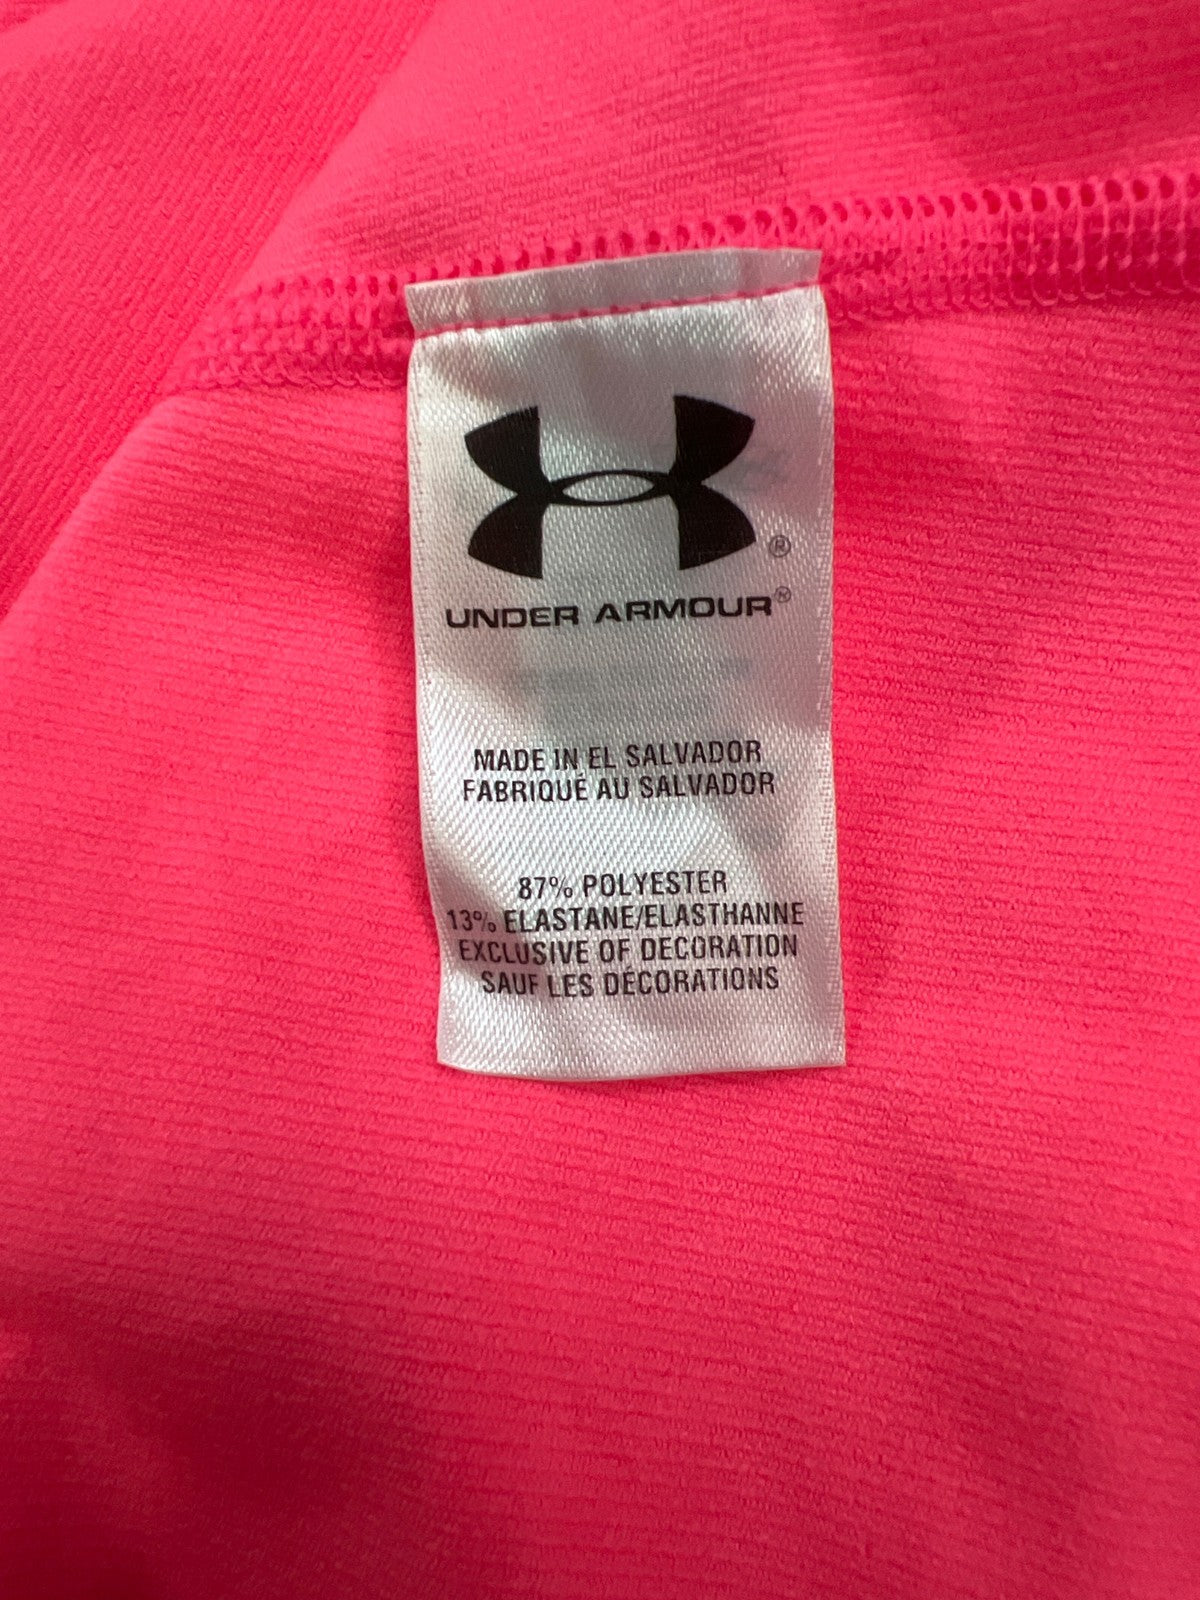 ®
UNDER ARMOUR®
MADE IN EL SALVADOR
FABRIQUÉ AU SALVADOR
87% POLYESTER
13% ELASTANE/ELASTHANNE
EXCLUSIVE OF DECORATION
SAUF LES DÉCORATIONS